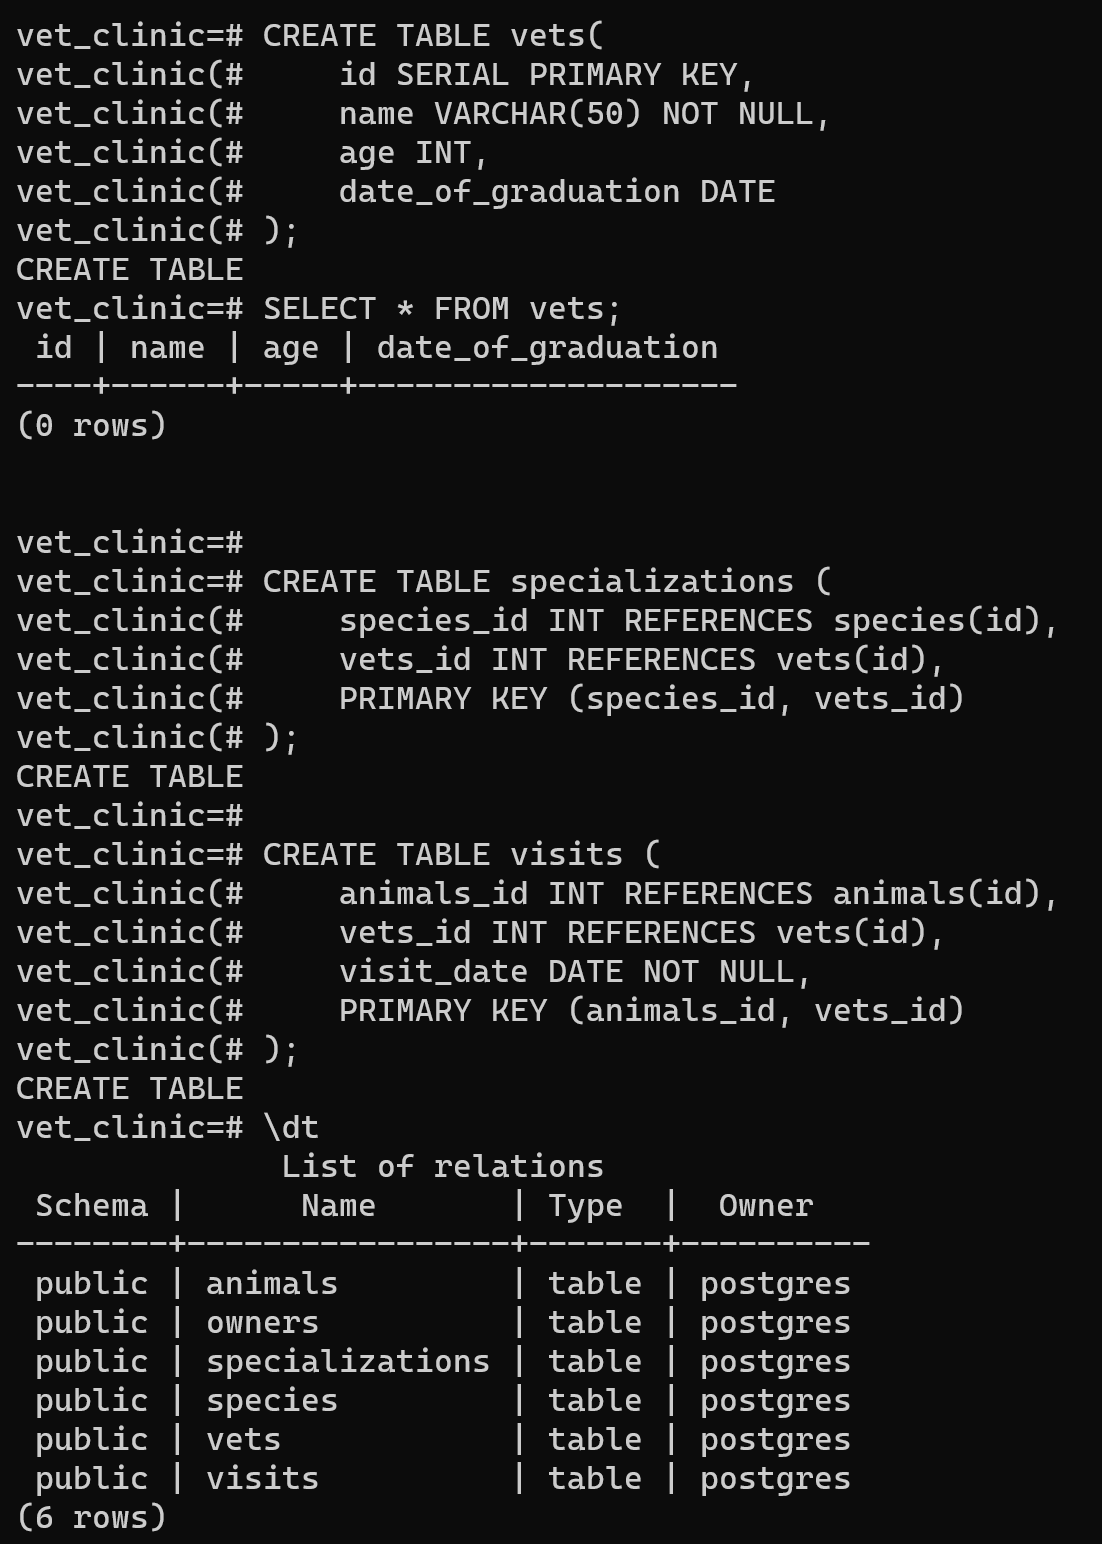 vet_clinic=# CREATE TABLE vets(
vet_clinic(#     id SERIAL PRIMARY KEY,
vet_clinic(#     name VARCHAR(50) NOT NULL,
vet_clinic(#     age INT,
vet_clinic(#     date_of_graduation DATE
vet_clinic(# );
CREATE TABLE
vet_clinic=# SELECT * FROM vets;
 id | name | age | date_of_graduation
----+------+-----+--------------------
(0 rows)


vet_clinic=#
vet_clinic=# CREATE TABLE specializations (
vet_clinic(#     species_id INT REFERENCES species(id),
vet_clinic(#     vets_id INT REFERENCES vets(id),
vet_clinic(#     PRIMARY KEY (species_id, vets_id)
vet_clinic(# );
CREATE TABLE
vet_clinic=#
vet_clinic=# CREATE TABLE visits (
vet_clinic(#     animals_id INT REFERENCES animals(id),
vet_clinic(#     vets_id INT REFERENCES vets(id),
vet_clinic(#     visit_date DATE NOT NULL,
vet_clinic(#     PRIMARY KEY (animals_id, vets_id)
vet_clinic(# );
CREATE TABLE
vet_clinic=# \dt
              List of relations
 Schema |      Name       | Type  |  Owner
--------+-----------------+-------+----------
 public | animals         | table | postgres
 public | owners          | table | postgres
 public | specializations | table | postgres
 public | species         | table | postgres
 public | vets            | table | postgres
 public | visits          | table | postgres
(6 rows)